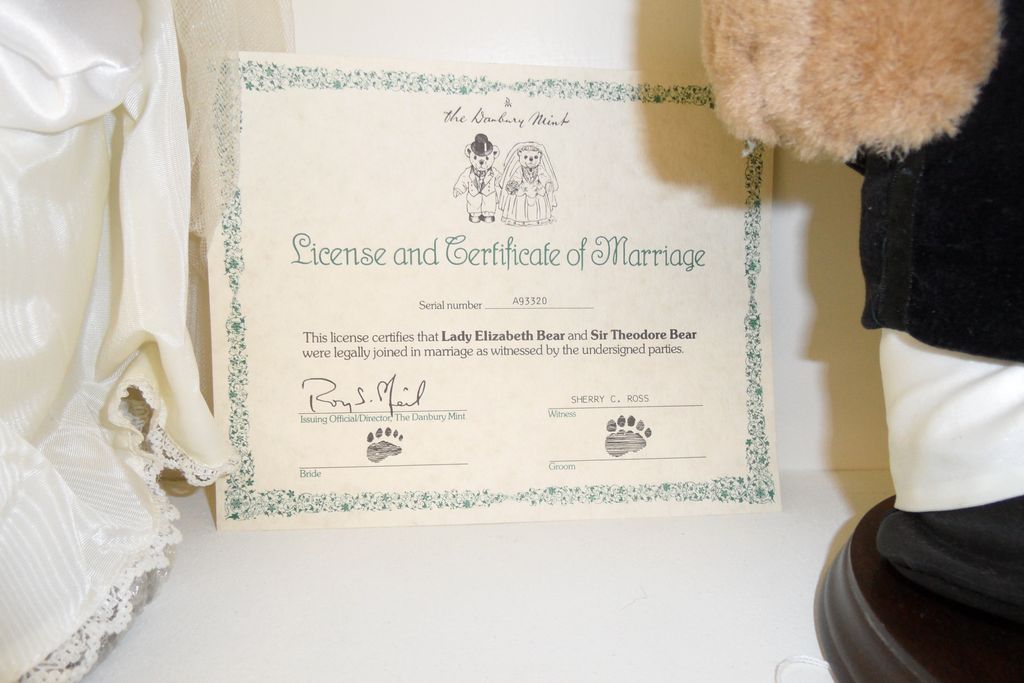 The Danbury Mint
License and Certificate of Marriage
Serial number A93320
This license certifies that Lady Elizabeth Bear and Sir Theodore Bear
were legally joined in marriage as witnessed by the undersigned parties.
SHERRY C. ROSS
Issuing Official/Director, The Danbury Mint
Witness
Bride
Groom